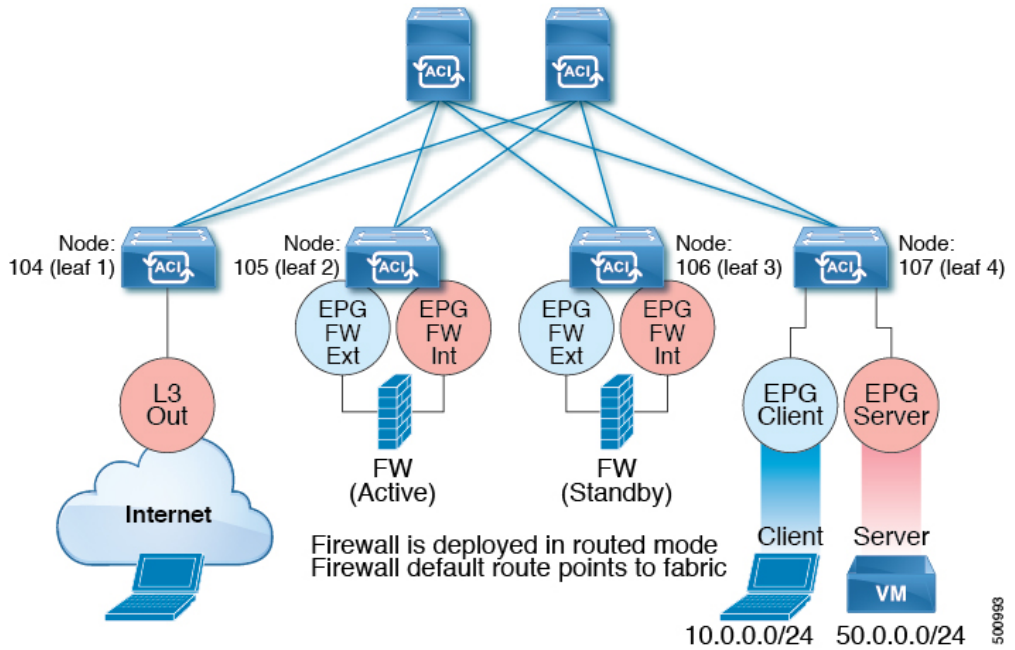 ACI
ACI
Node:
104 (leaf 1)
ACI
Node:
105 (leaf 2)
ACI
ACI
Node:
106 (leaf 3)
ACI
Node:
107 (leaf 4)
EPG
FW
Ext
EPG
FW
Int
EPG
FW
Ext
EPG
FW
Int
L3
Out
EPG
Client
EPG
Server
FW
(Active)
FW
(Standby)
Internet
Firewall is deployed in routed mode
Firewall default route points to fabric
Client
Server
VM
10.0.0.0/24
50.0.0.0/24
500993